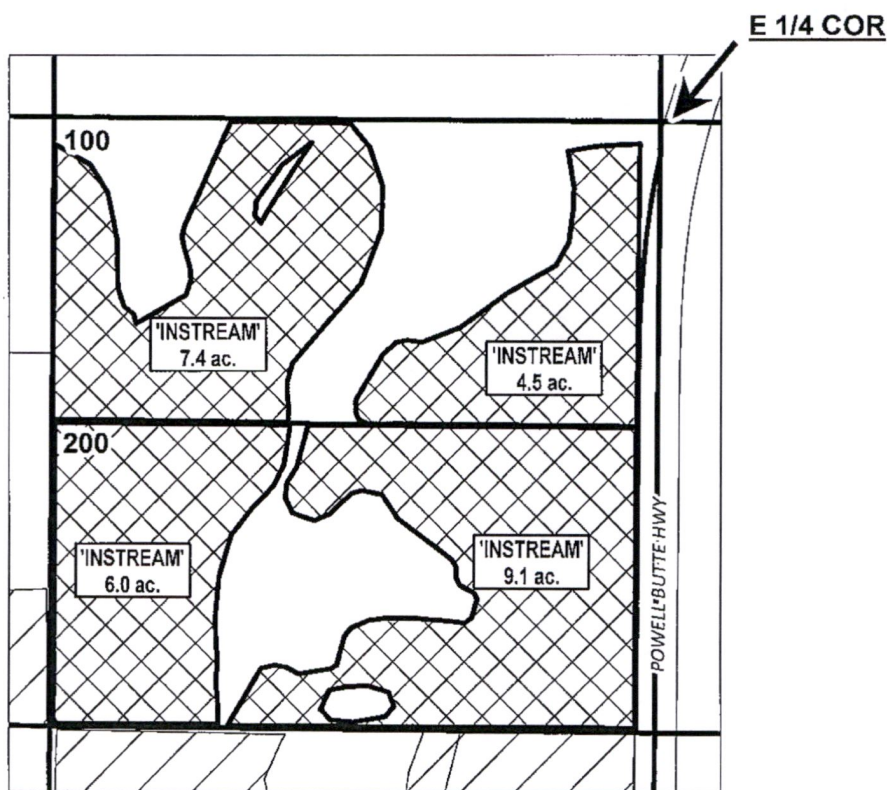 E 1/4 COR
100
'INSTREAM'
7.4 ac.
'INSTREAM'
4.5 ac.
200
'INSTREAM'
6.0 ac.
'INSTREAM'
9.1 ac.
POWELL BUTTE HWY